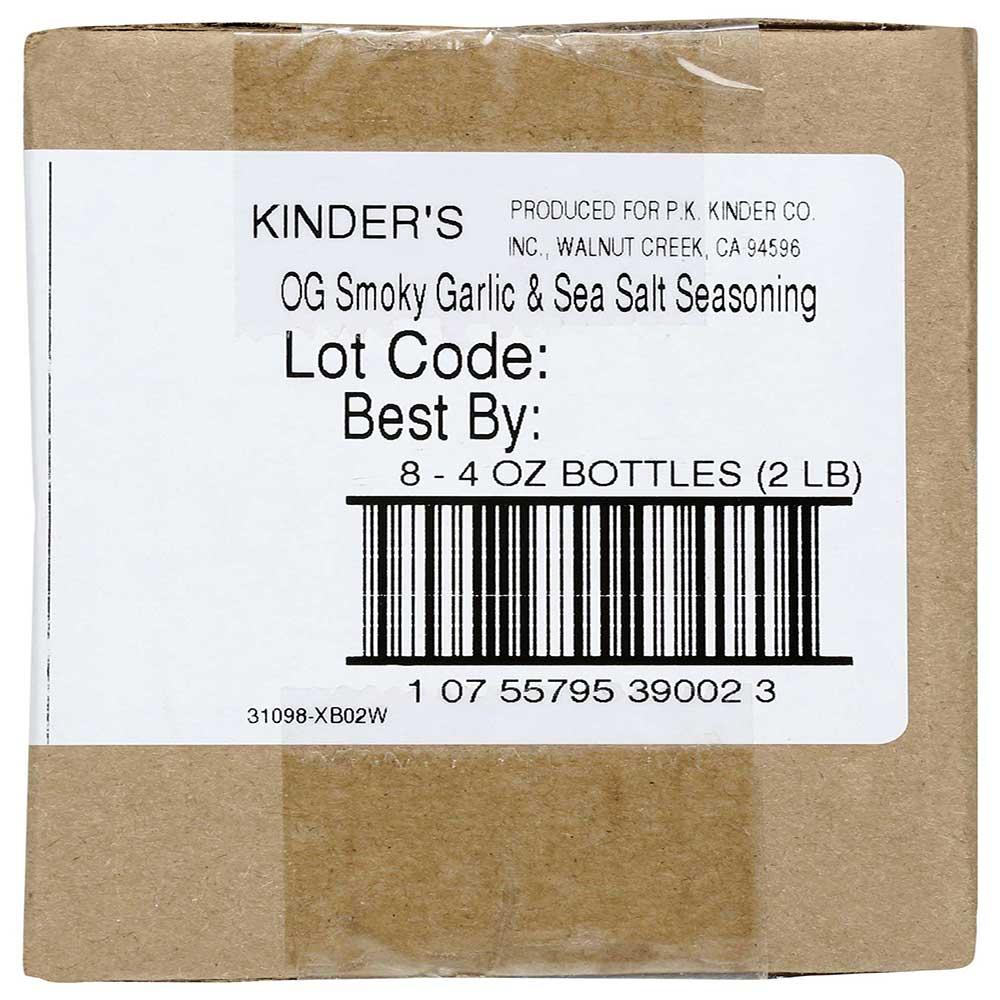 KINDER'S
PRODUCED FOR P.K. KINDER CO.
INC., WALNUT CREEK, CA 94596
OG Smoky Garlic & Sea Salt Seasoning
Lot Code:
Best By:
8 - 4 OZ BOTTLES (2 LB)
1 07 55795 39002 3
31098-XB02W